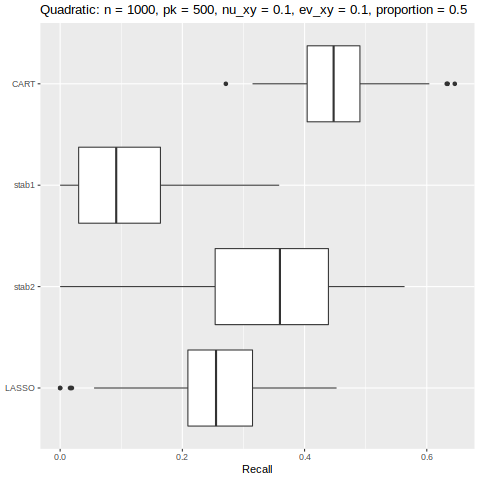 Quadratic: n = 1000, pk = 500, nu_xy = 0.1, ev_xy = 0.1, proportion = 0.5
CART
stab1
stab2
LASSO
0.0 0.2 0.4 0.6
Recall